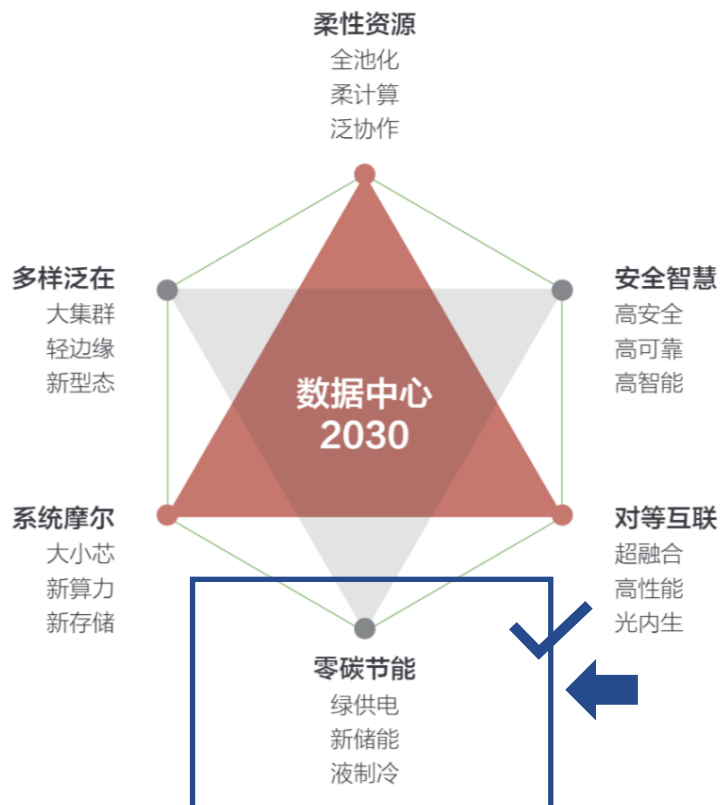 柔性资源
全池化
柔计算
泛协作
多样泛在
大集群
轻边缘
新型态
安全智慧
高安全
高可靠
高智能
数据中心
2030
系统摩尔
大小芯
新算力
新存储
对等互联
超融合
高性能
光内生
零碳节能
绿供电
新储能
液制冷